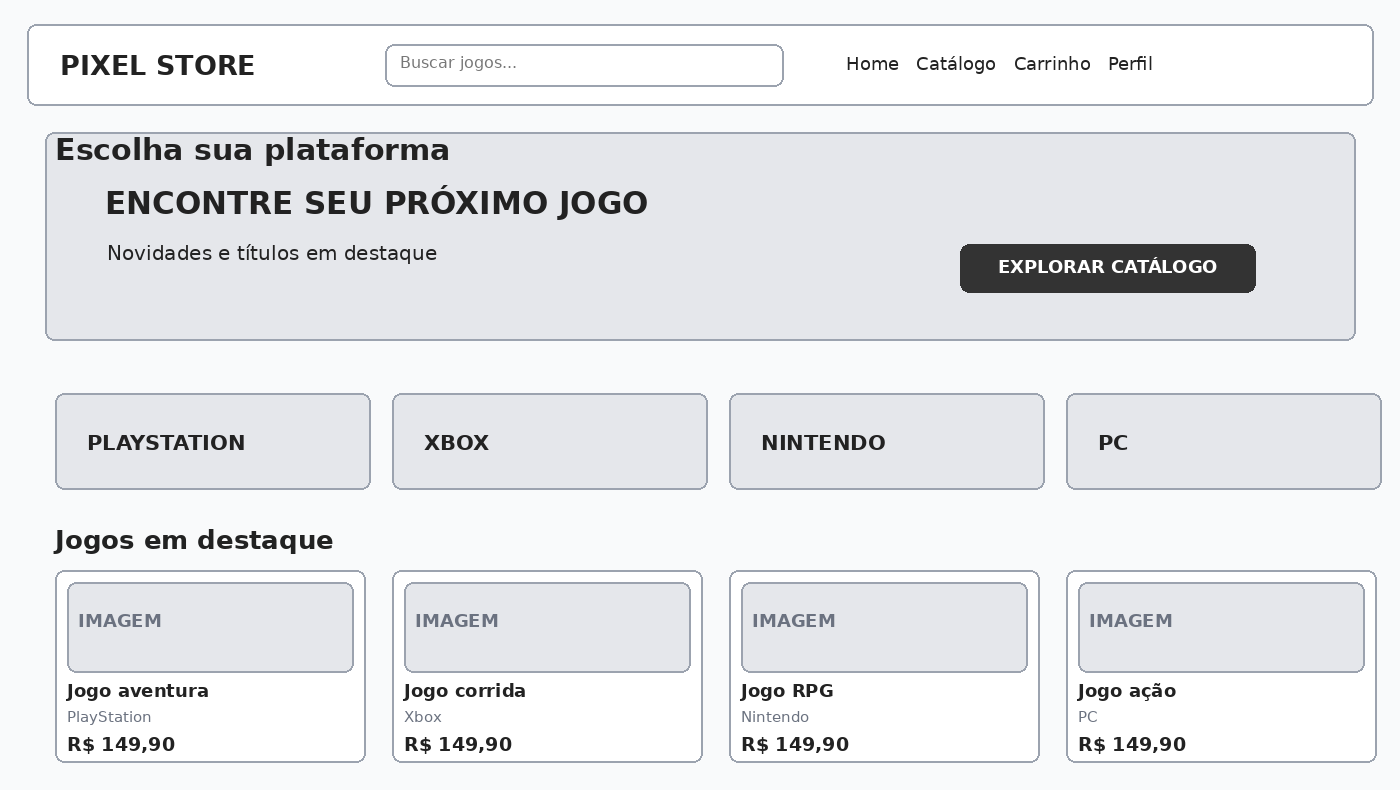 PIXEL STORE
Buscar jogos...
Home Catálogo Carrinho Perfil
Escolha sua plataforma
ENCONTRE SEU PRÓXIMO JOGO
Novidades e títulos em destaque
EXPLORAR CATÁLOGO
PLAYSTATION
XBOX
NINTENDO
PC
Jogos em destaque
IMAGEM
Jogo aventura
PlayStation
R$ 149,90
IMAGEM
Jogo corrida
Xbox
R$ 149,90
IMAGEM
Jogo RPG
Nintendo
R$ 149,90
IMAGEM
Jogo ação
PC
R$ 149,90